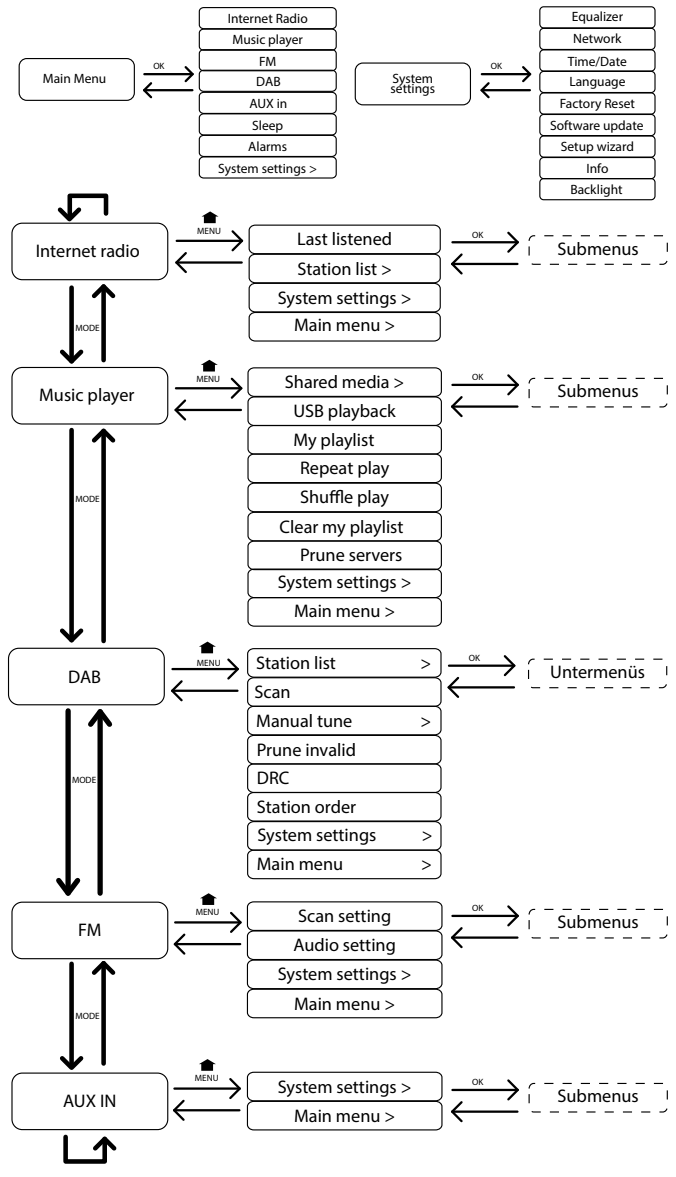 Main Menu
OK
Internet Radio
Music player
FM
DAB
AUX in
Sleep
Alarms
System settings >
System
settings
OK
Equalizer
Network
Time/Date
Language
Factory Reset
Software update
Setup wizard
Info
Backlight
Internet radio
MENU
Last listened
Station list >
System settings >
Main menu >
OK
Submenus
MODE
Music player
MENU
Shared media >
USB playback
My playlist
Repeat play
Shuffle play
Clear my playlist
Prune servers
System settings >
Main menu >
OK
Submenus
MODE
DAB
MENU
Station list >
Scan
Manual tune >
Prune invalid
DRC
Station order
System settings >
Main menu >
OK
Untermenüs
MODE
FM
MENU
Scan setting
Audio setting
System settings >
Main menu >
OK
Submenus
MODE
AUX IN
MENU
System settings >
Main menu >
OK
Submenus